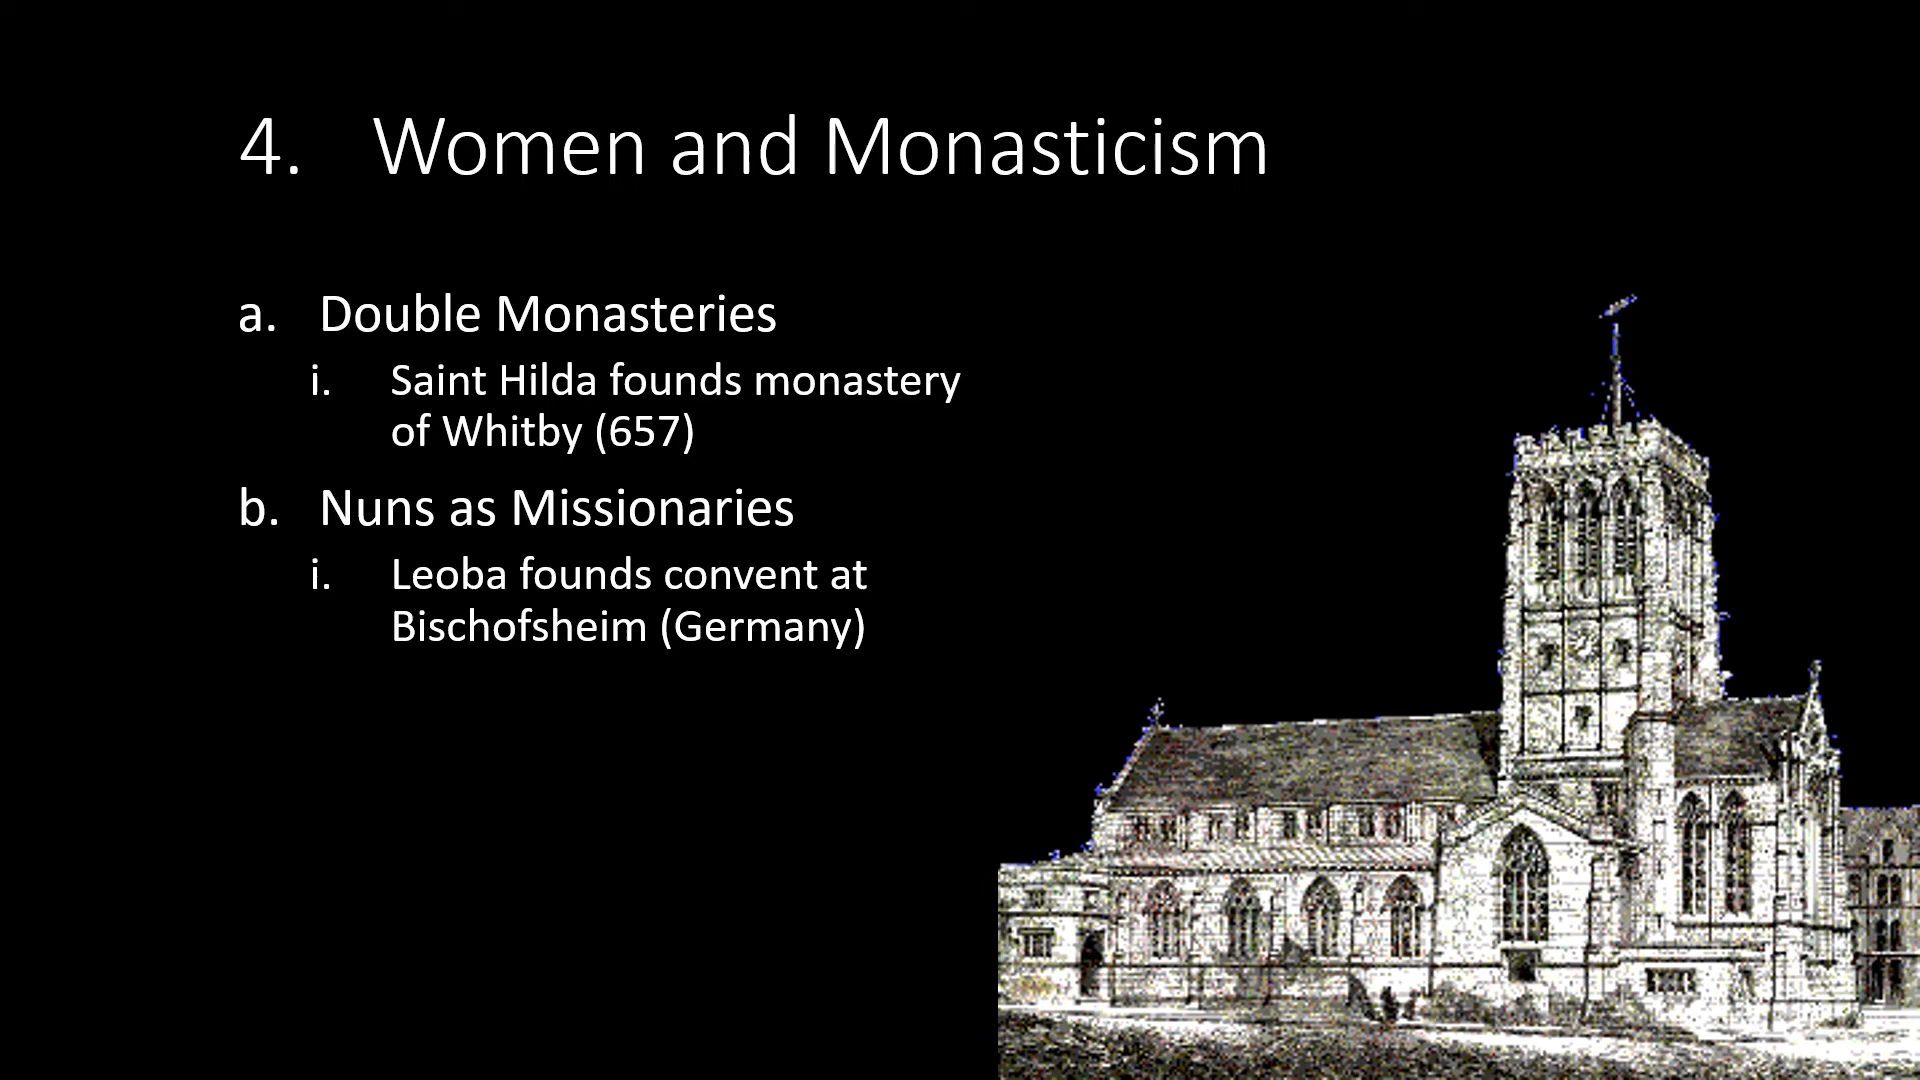 4. Women and Monasticism
a. Double Monasteries
i. Saint Hilda founds monastery
of Whitby (657)
b. Nuns as Missionaries
i. Leoba founds convent at
Bischofsheim (Germany)